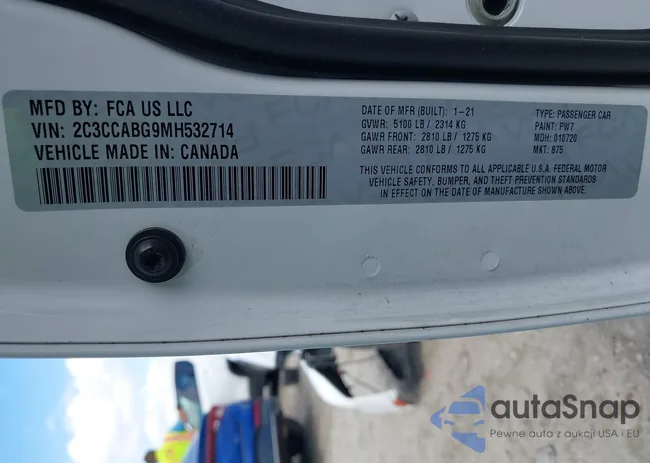 MFD BY: FCA US LLC
VIN: 2C3CCABG9MH532714
VEHICLE MADE IN: CANADA
DATE OF MFR (BUILT): 1-21
GVWR: 5100 LB / 2314 KG
GAWR FRONT: 2810 LB / 1275 KG
GAWR REAR: 2810 LB / 1275 KG
TYPE: PASSENGER CAR
PAINT: PW7
MDH: 010720
MKT: 875
THIS VEHICLE CONFORMS TO ALL APPLICABLE U.S.A. FEDERAL MOTOR
VEHICLE SAFETY, BUMPER, AND THEFT PREVENTION STANDARDS
IN EFFECT ON THE DATE OF MANUFACTURE SHOWN ABOVE.
autoSnap
Pewne auta z aukcji USA i EU